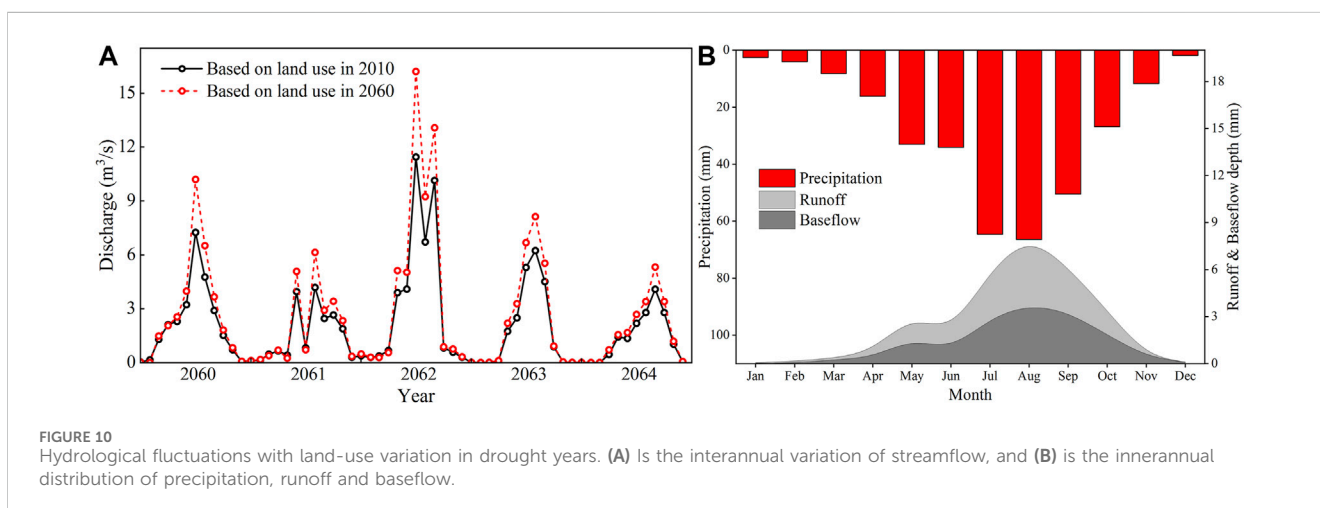 A
Based on land use in 2010
Based on land use in 2060
15
12
9
6
3
0
Discharge (m³/s)
2060 2061 2062 2063 2064
Year
B
0
20
40
60
80
100
Precipitation (mm)
Precipitation
Runoff
Baseflow
18
15
12
9
6
3
0
Runoff & Baseflow depth (mm)
Jan Feb Mar Apr May Jun Jul Aug Sep Oct Nov Dec
Month
FIGURE 10
Hydrological fluctuations with land-use variation in drought years. (A) Is the interannual variation of streamflow, and (B) is the innerannual
distribution of precipitation, runoff and baseflow.